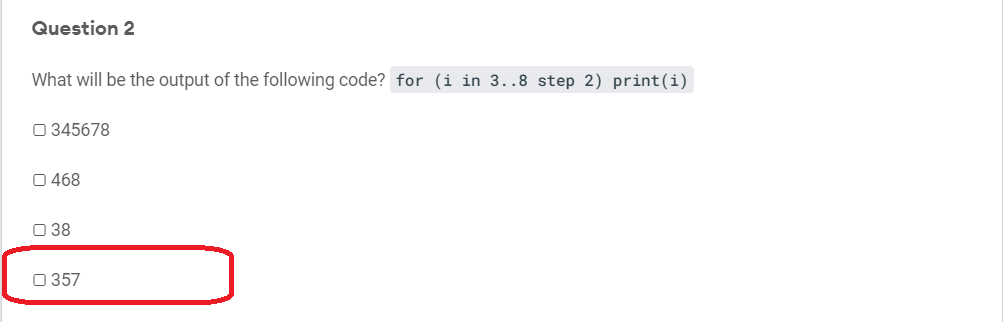 Question 2
What will be the output of the following code? for (i in 3..8 step 2) print(i)
345678
468
38
357